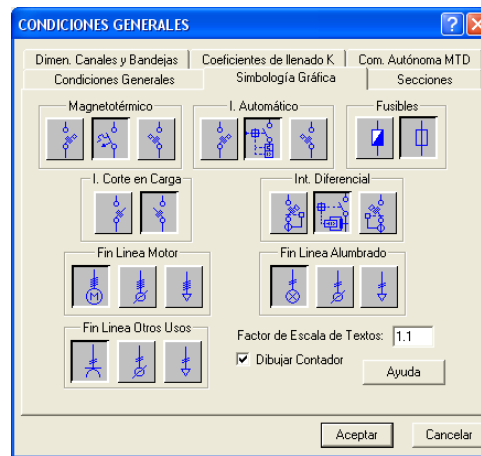 CONDICIONES GENERALES
Dimen. Canales y Bandejas
Coeficientes de llenado K
Com. Autónoma MTD
Condiciones Generales
Simbología Gráfica
Secciones
Magnetotérmico
I. Automático
Fusibles
I. Corte en Carga
Int. Diferencial
Fin Linea Motor
Fin Linea Alumbrado
M
Fin Linea Otros Usos
Factor de Escala de Textos: 1.1
Dibujar Contador
Ayuda
Aceptar
Cancelar